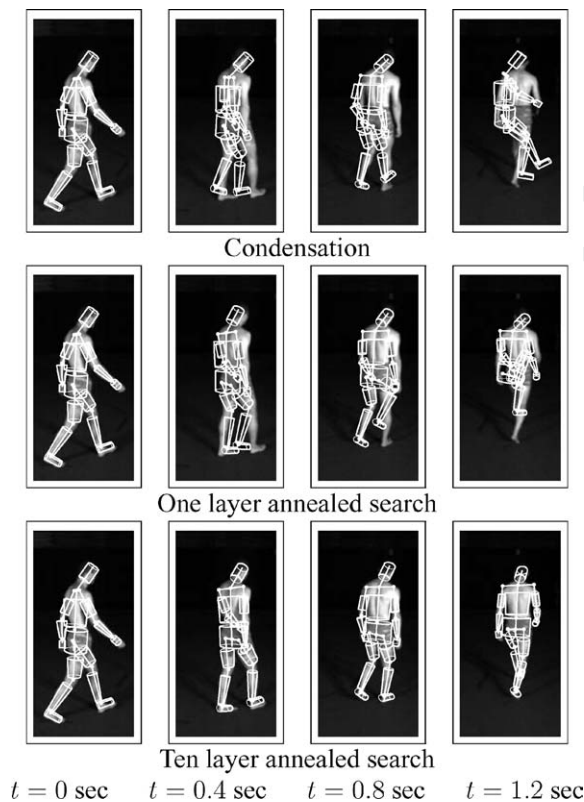 Condensation
One layer annealed search
Ten layer annealed search
t = 0 sec t = 0.4 sec t = 0.8 sec t = 1.2 sec